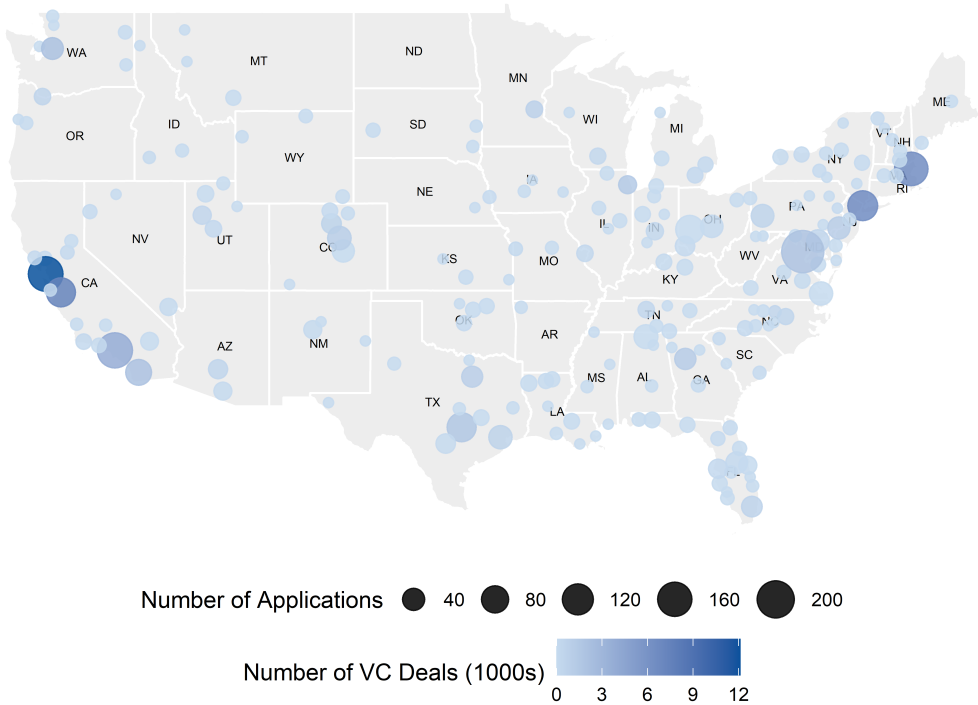 WA
MT
ND
MN
OR
ID
SD
WI
MI
ME
VT
NH
NY
WY
NE
IA
RI
PA
NV
UT
CO
KS
MO
IL
IN
OH
WV
VA
KY
CA
AZ
NM
OK
AR
TN
NC
SC
TX
LA
MS
AL
GA
Number of Applications 40 80 120 160 200
Number of VC Deals (1000s)
0 3 6 9 12